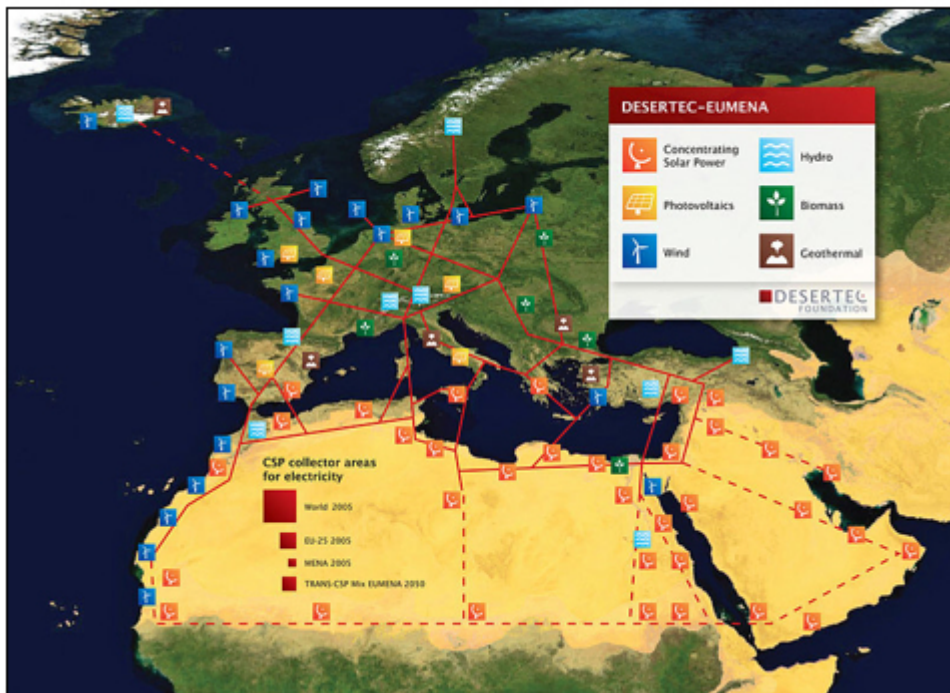 DESERTEC-EUMENA
Concentrating
Solar Power
Hydro
Photovoltaics
Biomass
Wind
Geothermal
DESERTEC
FOUNDATION
CSP collector areas
for electricity
World 2005
EU-25 2005
MENA 2005
TRANS-CSP Mix EUMENA 2050